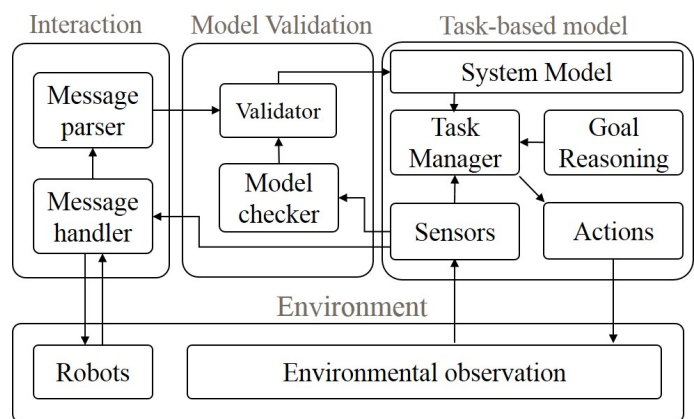 Interaction
Model Validation
Task-based model
Message
parser
Message
handler
Validator
Model
checker
System Model
Task
Manager
Goal
Reasoning
Sensors
Actions
Environment
Robots
Environmental observation